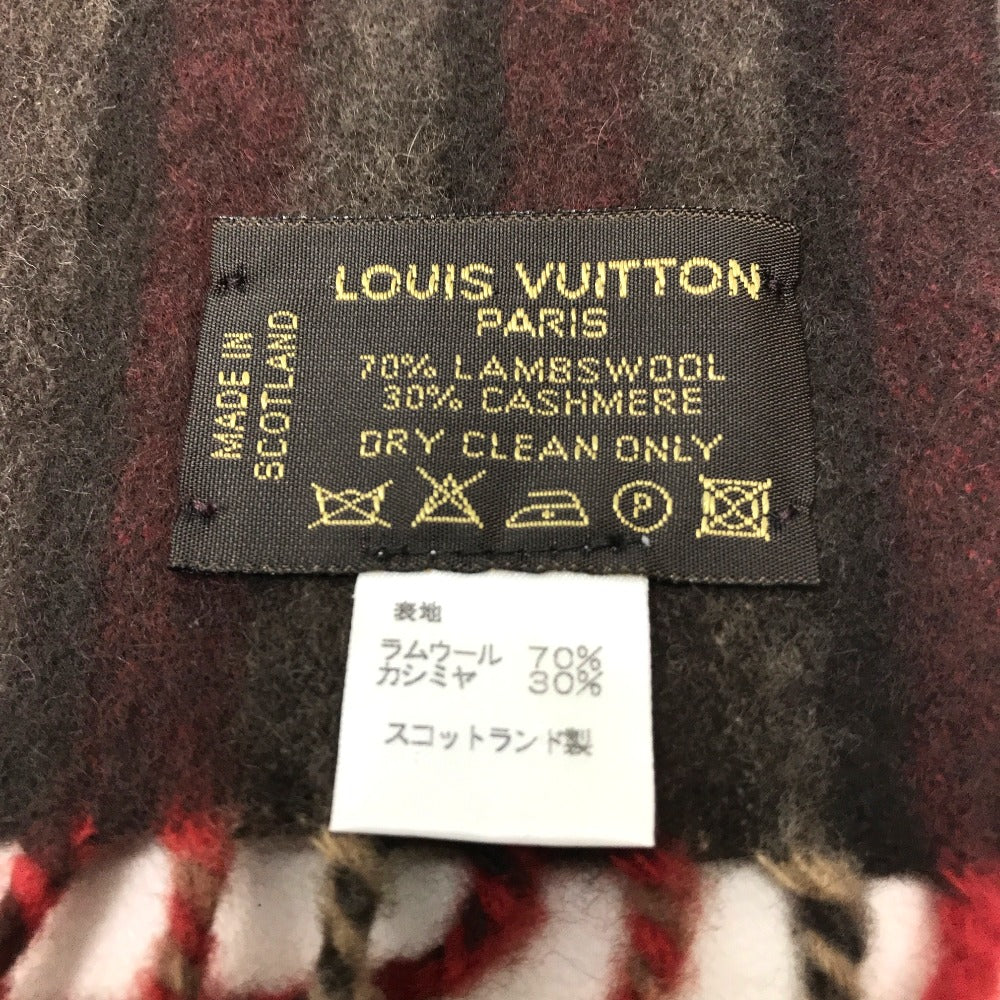 LOUIS VUITTON
PARIS
MADE IN
SCOTLAND
70% LAMBSWOOL
30% CASHMERE
DRY CLEAN ONLY
P
表地
ラムウール 70%
カシミヤ 30%
スコットランド製